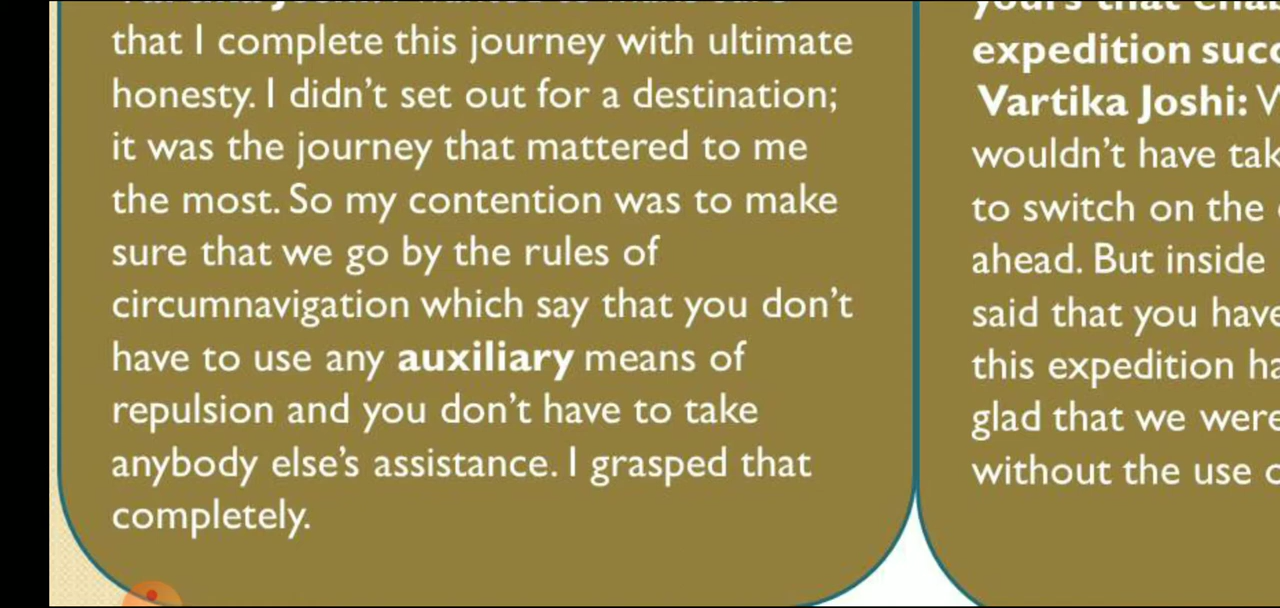 that I complete this journey with ultimate
honesty. I didn't set out for a destination;
it was the journey that mattered to me
the most. So my contention was to make
sure that we go by the rules of
circumnavigation which say that you don't
have to use any auxiliary means of
repulsion and you don't have to take
anybody else's assistance. I grasped that
completely.
yours that
expedition
Vartika Joshi:
wouldn't have
to switch on the
ahead. But inside
said that you have
this expedition
glad that we were
without the use